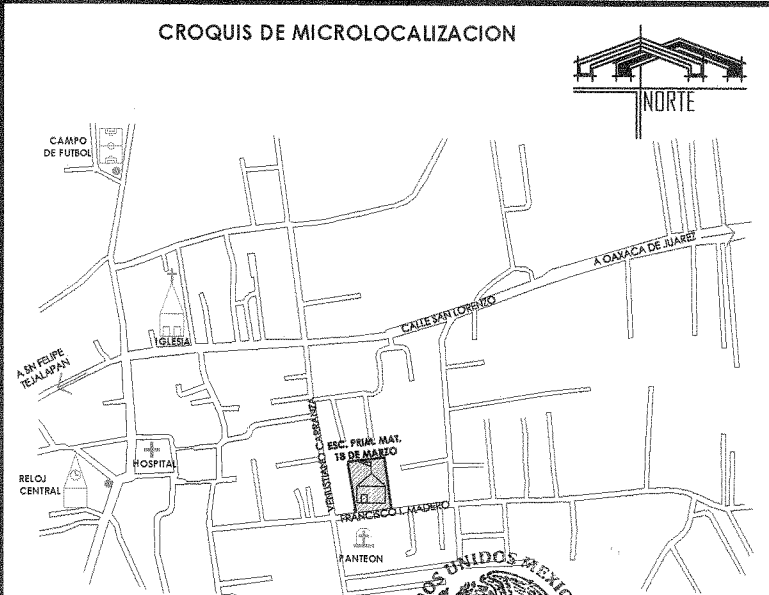 CROQUIS DE MICROLOCALIZACION
NORTE
CAMPO
DE FUTBOL
A OAXACA DE JUAREZ
CALLE SAN LORENZO
IGLESIA
A SN FELIPE
TEJALAPAN
VENUSTIANO CARRANZA
ESC. PRIM. MAT.
18 DE MARZO
HOSPITAL
RELOJ
CENTRAL
FRANCISCO I. MADERO
PANTEON
OS UNIDOS MEXIC